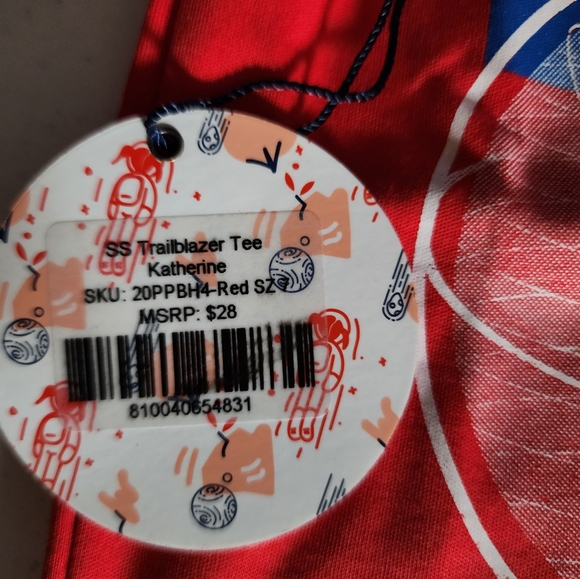 SS Trailblazer Tee
Katherine
SKU: 20PPBH4-Red SZ
MSRP: $28
810040654831